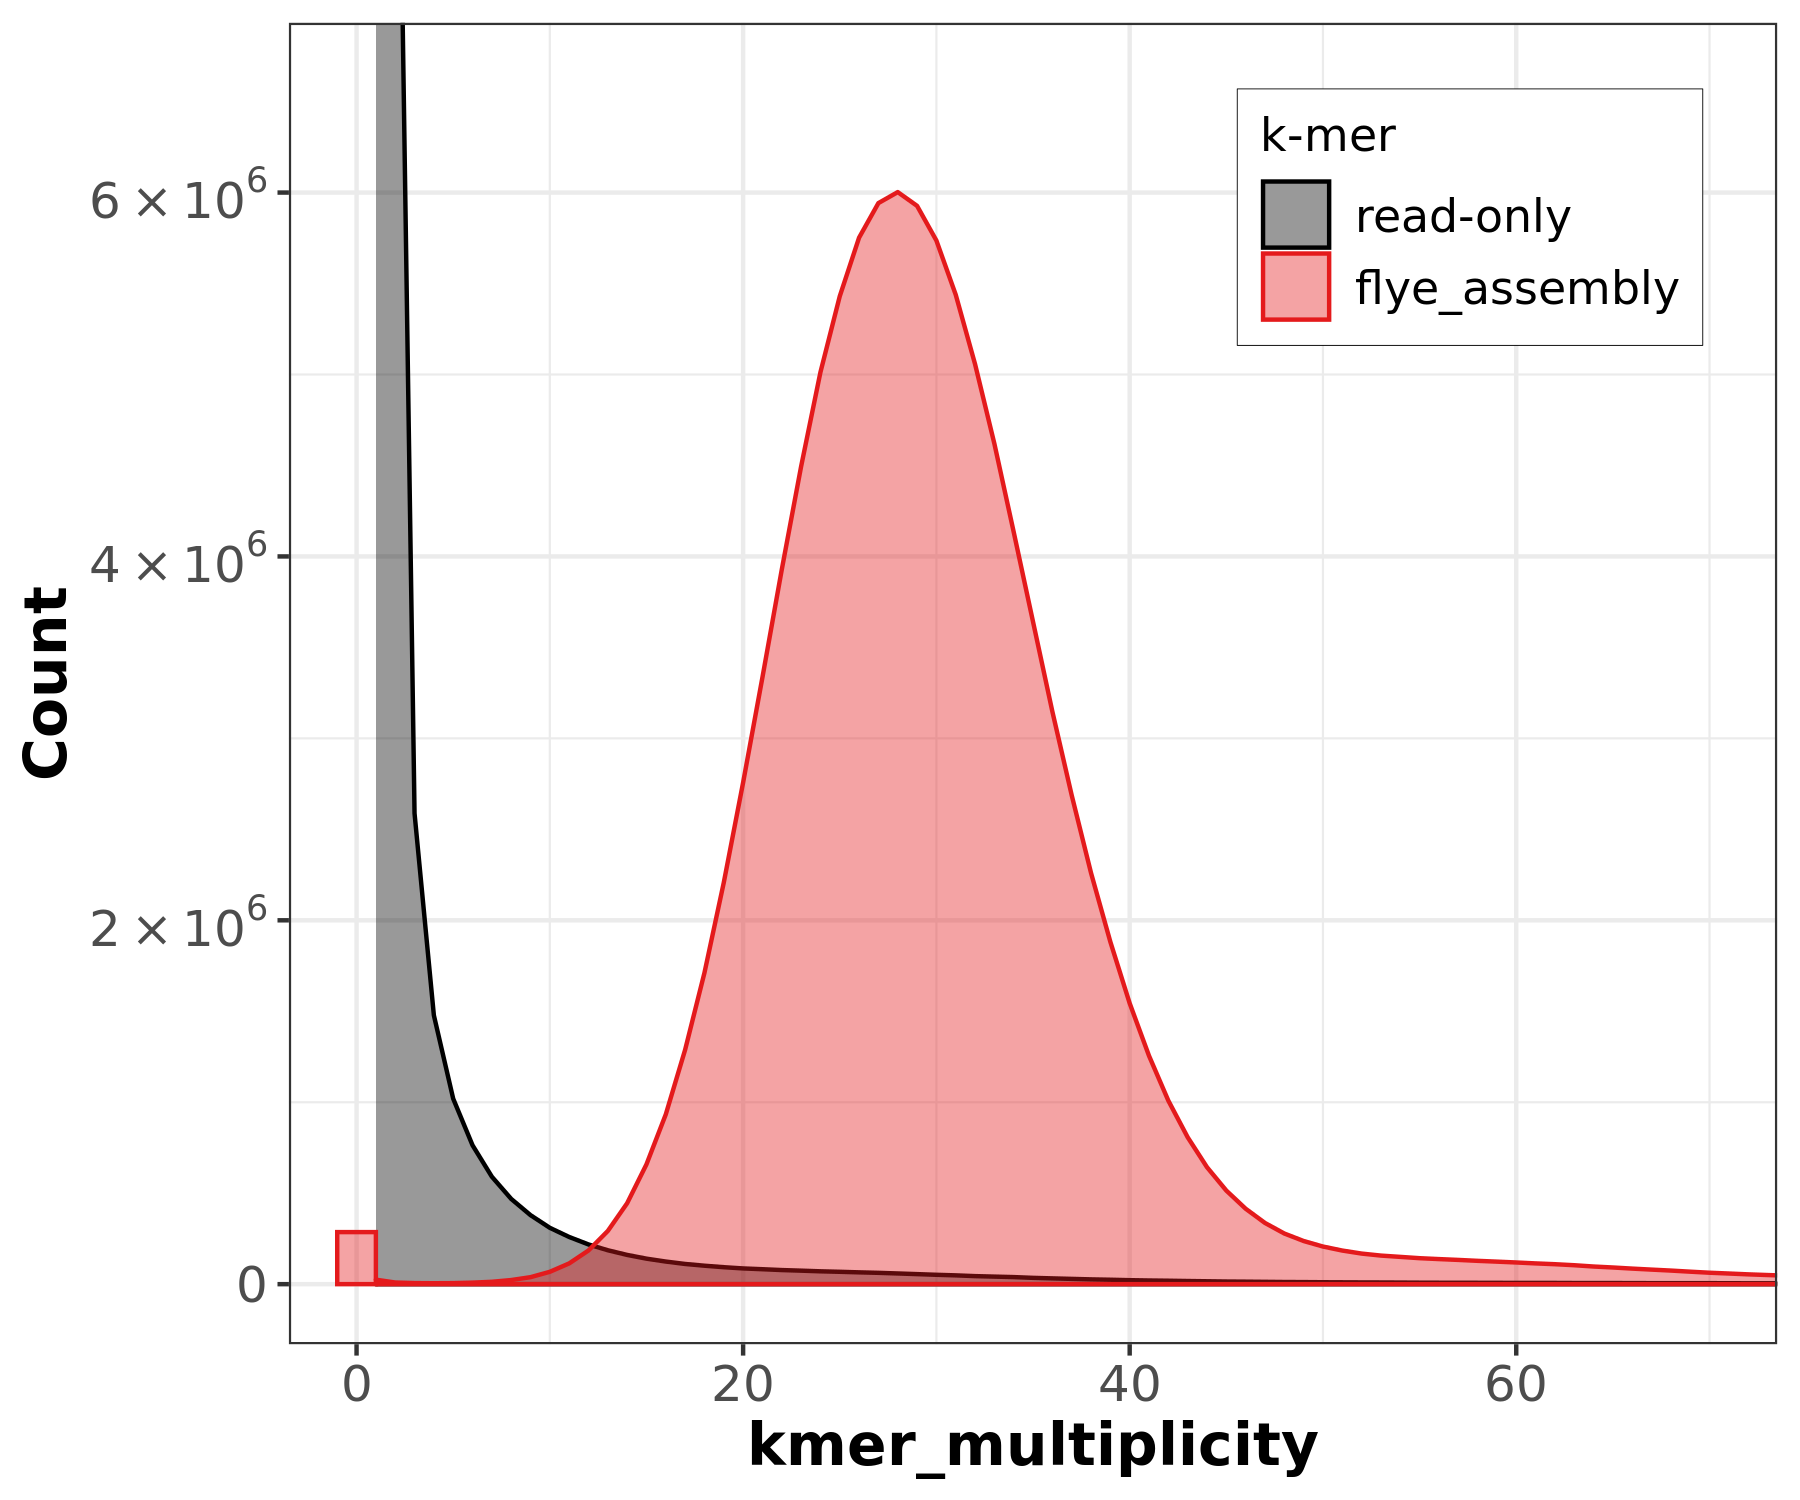 k-mer
read-only
flye_assembly
6 × 10⁶
4 × 10⁶
2 × 10⁶
0
Count
0 20 40 60
kmer_multiplicity